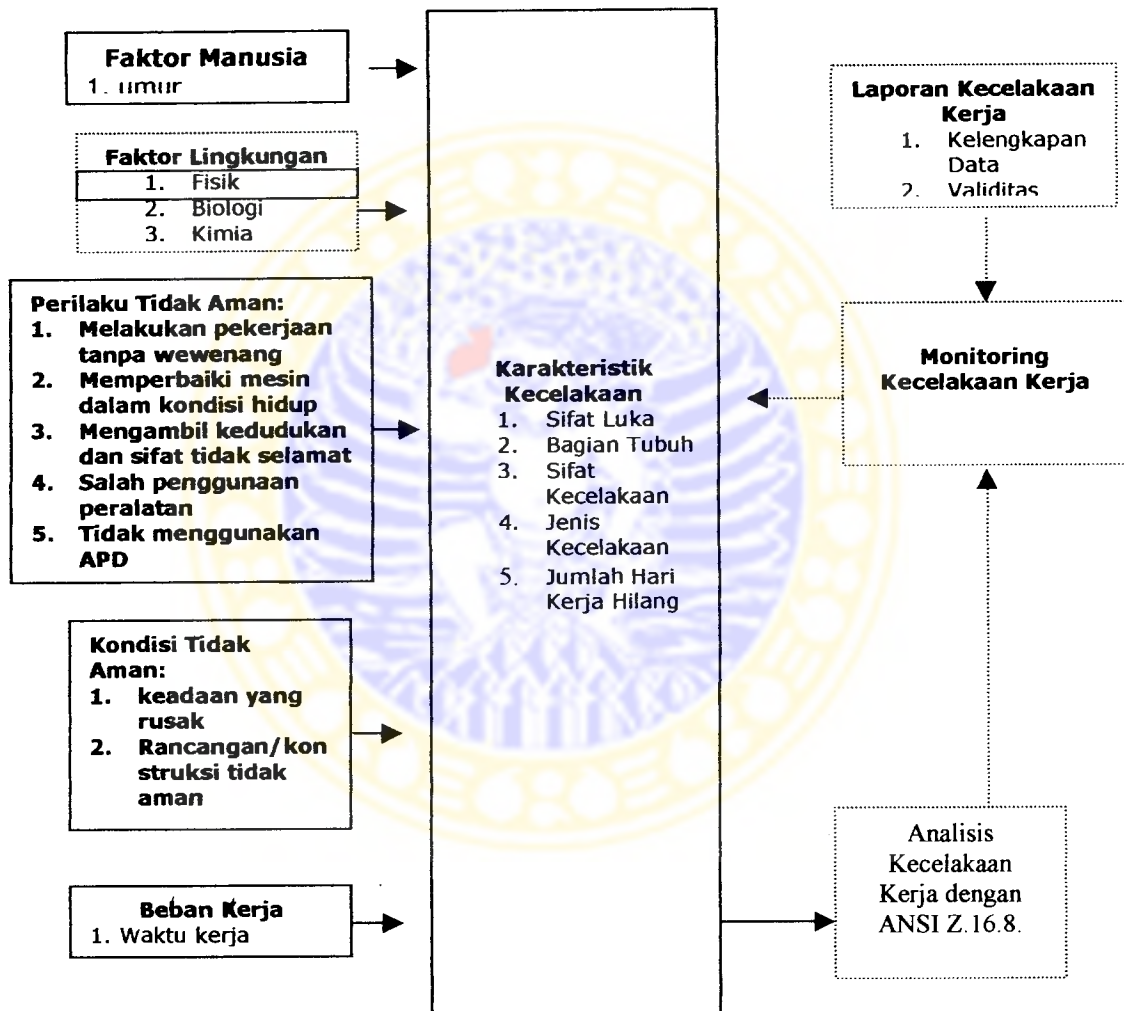 Faktor Manusia
1. umur
Faktor Lingkungan
1. Fisik
2. Biologi
3. Kimia
Perilaku Tidak Aman:
1. Melakukan pekerjaan
tanpa wewenang
2. Memperbaiki mesin
dalam kondisi hidup
3. Mengambil kedudukan
dan sifat tidak selamat
4. Salah penggunaan
peralatan
5. Tidak menggunakan
APD
Kondisi Tidak
Aman:
1. keadaan yang
rusak
2. Rancangan/kon
struksi tidak
aman
Beban Kerja
1. Waktu kerja
Karakteristik
Kecelakaan
1. Sifat Luka
2. Bagian Tubuh
3. Sifat
Kecelakaan
4. Jenis
Kecelakaan
5. Jumlah Hari
Kerja Hilang
Laporan Kecelakaan
Kerja
1. Kelengkapan
Data
2. Validitas
Monitoring
Kecelakaan Kerja
Analisis
Kecelakaan
Kerja dengan
ANSI Z.16.8.